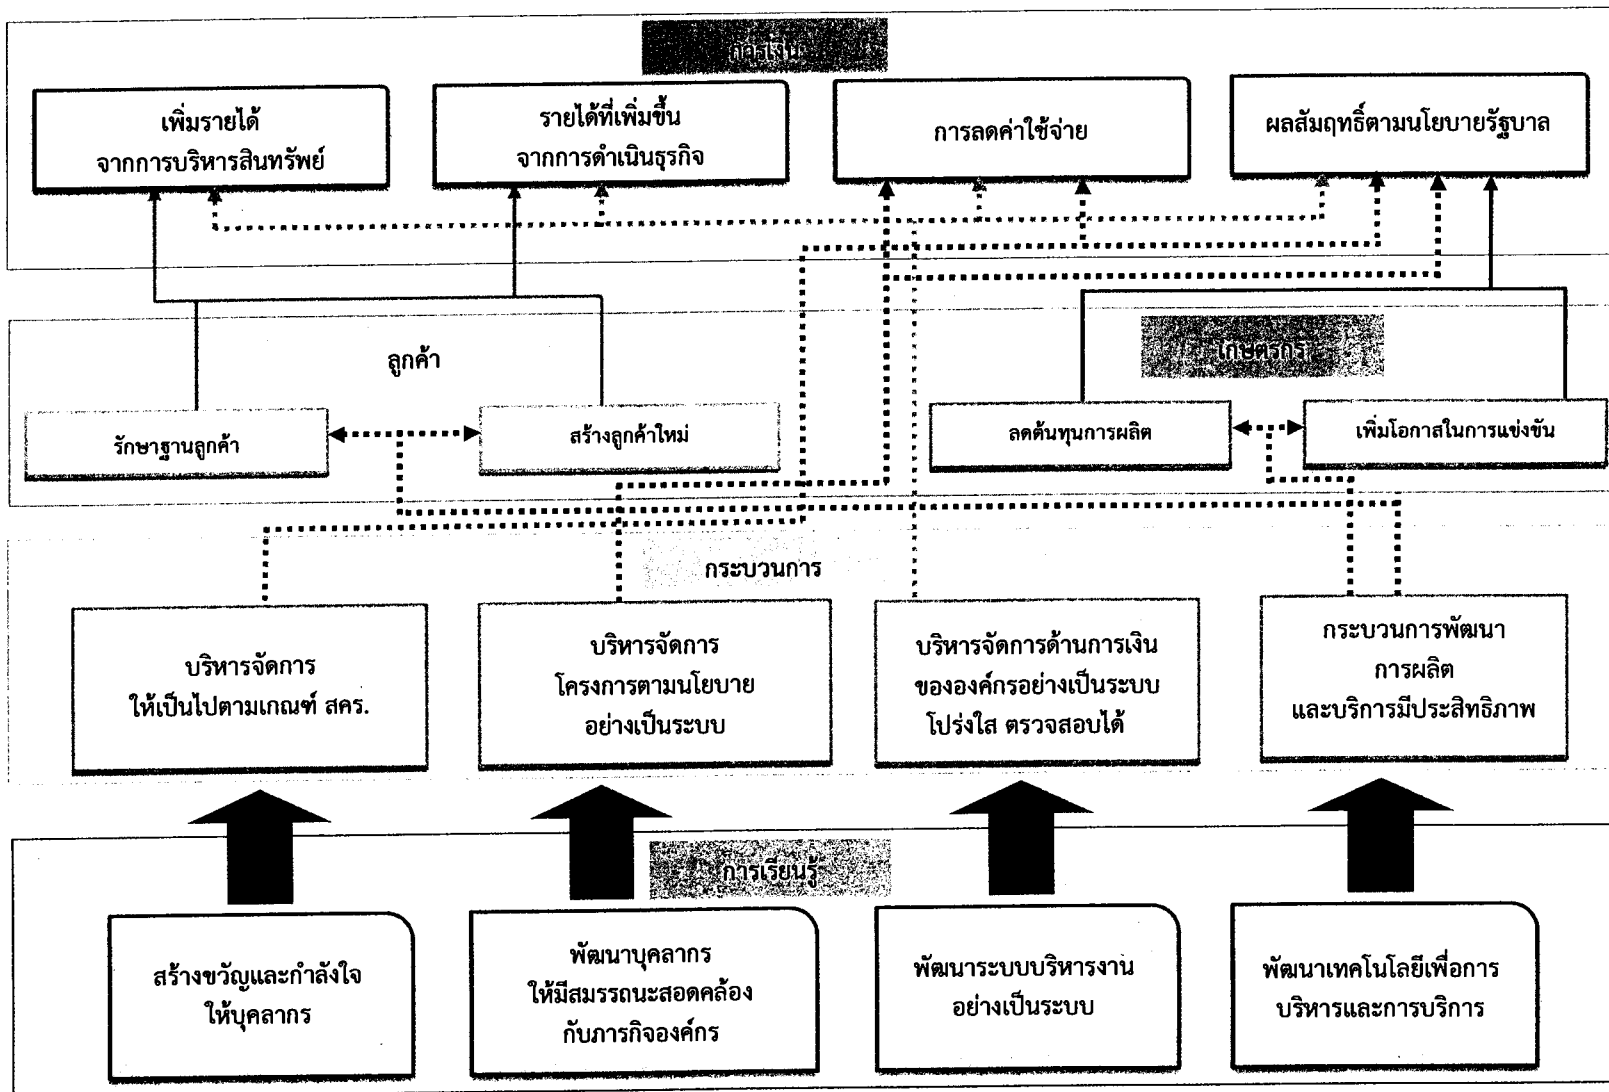 การเงิน
เพิ่มรายได้
จากการบริหารสินทรัพย์
รายได้ที่เพิ่มขึ้น
จากการดำเนินธุรกิจ
การลดค่าใช้จ่าย
ผลสัมฤทธิ์ตามนโยบายรัฐบาล
ลูกค้า
เกษตรกร
รักษาฐานลูกค้า
สร้างลูกค้าใหม่
ลดต้นทุนการผลิต
เพิ่มโอกาสในการแข่งขัน
กระบวนการ
บริหารจัดการ
ให้เป็นไปตามเกณฑ์ สคร.
บริหารจัดการ
โครงการตามนโยบาย
อย่างเป็นระบบ
บริหารจัดการด้านการเงิน
ขององค์กรอย่างเป็นระบบ
โปร่งใส ตรวจสอบได้
กระบวนการพัฒนา
การผลิต
และบริการมีประสิทธิภาพ
การเรียนรู้
สร้างขวัญและกำลังใจ
ให้บุคลากร
พัฒนาบุคลากร
ให้มีสมรรถนะสอดคล้อง
กับภารกิจองค์กร
พัฒนาระบบบริหารงาน
อย่างเป็นระบบ
พัฒนาเทคโนโลยีเพื่อการ
บริหารและการบริการ